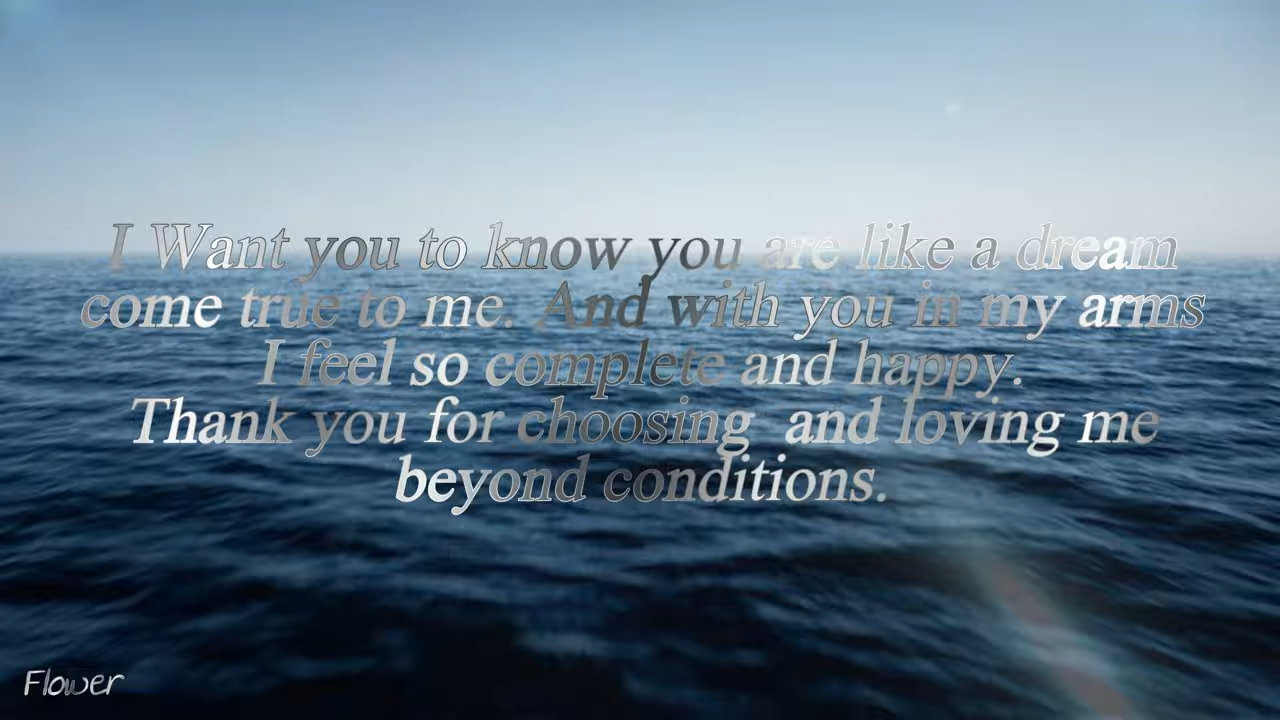 I Want you to know you are like a dream
come true to me. And with you in my arms
I feel so complete and happy.
Thank you for choosing  and loving me
beyond conditions.
Flower